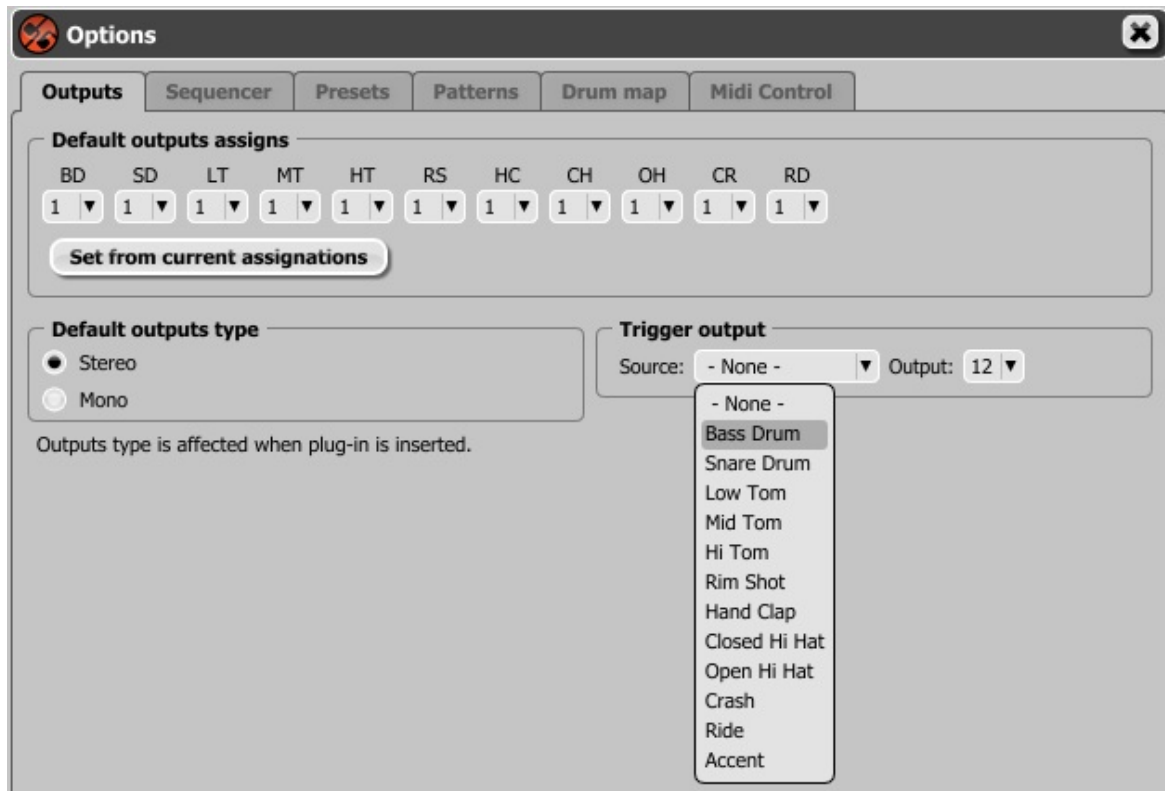 Options
Outputs Sequencer Presets Patterns Drum map Midi Control
Default outputs assigns
BD SD LT MT HT RS HC CH OH CR RD
1 1 1 1 1 1 1 1 1 1 1
Set from current assignations
Default outputs type
Stereo
Mono
Outputs type is affected when plug-in is inserted.
Trigger output
Source: - None - Output: 12
- None -
Bass Drum
Snare Drum
Low Tom
Mid Tom
Hi Tom
Rim Shot
Hand Clap
Closed Hi Hat
Open Hi Hat
Crash
Ride
Accent